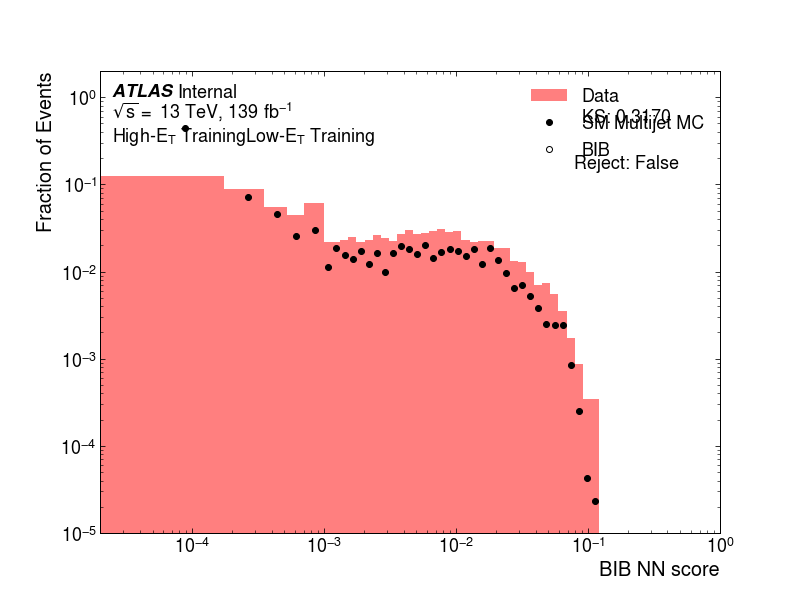 ATLAS Internal
√s = 13 TeV, 139 fb⁻¹
High-E_T TrainingLow-E_T Training
Data
KS: 0.3170
SM Multijet MC
BIB
Reject: False
Fraction of Events
10⁰
10⁻¹
10⁻²
10⁻³
10⁻⁴
10⁻⁵
10⁻⁴ 10⁻³ 10⁻² 10⁻¹ 10⁰
BIB NN score